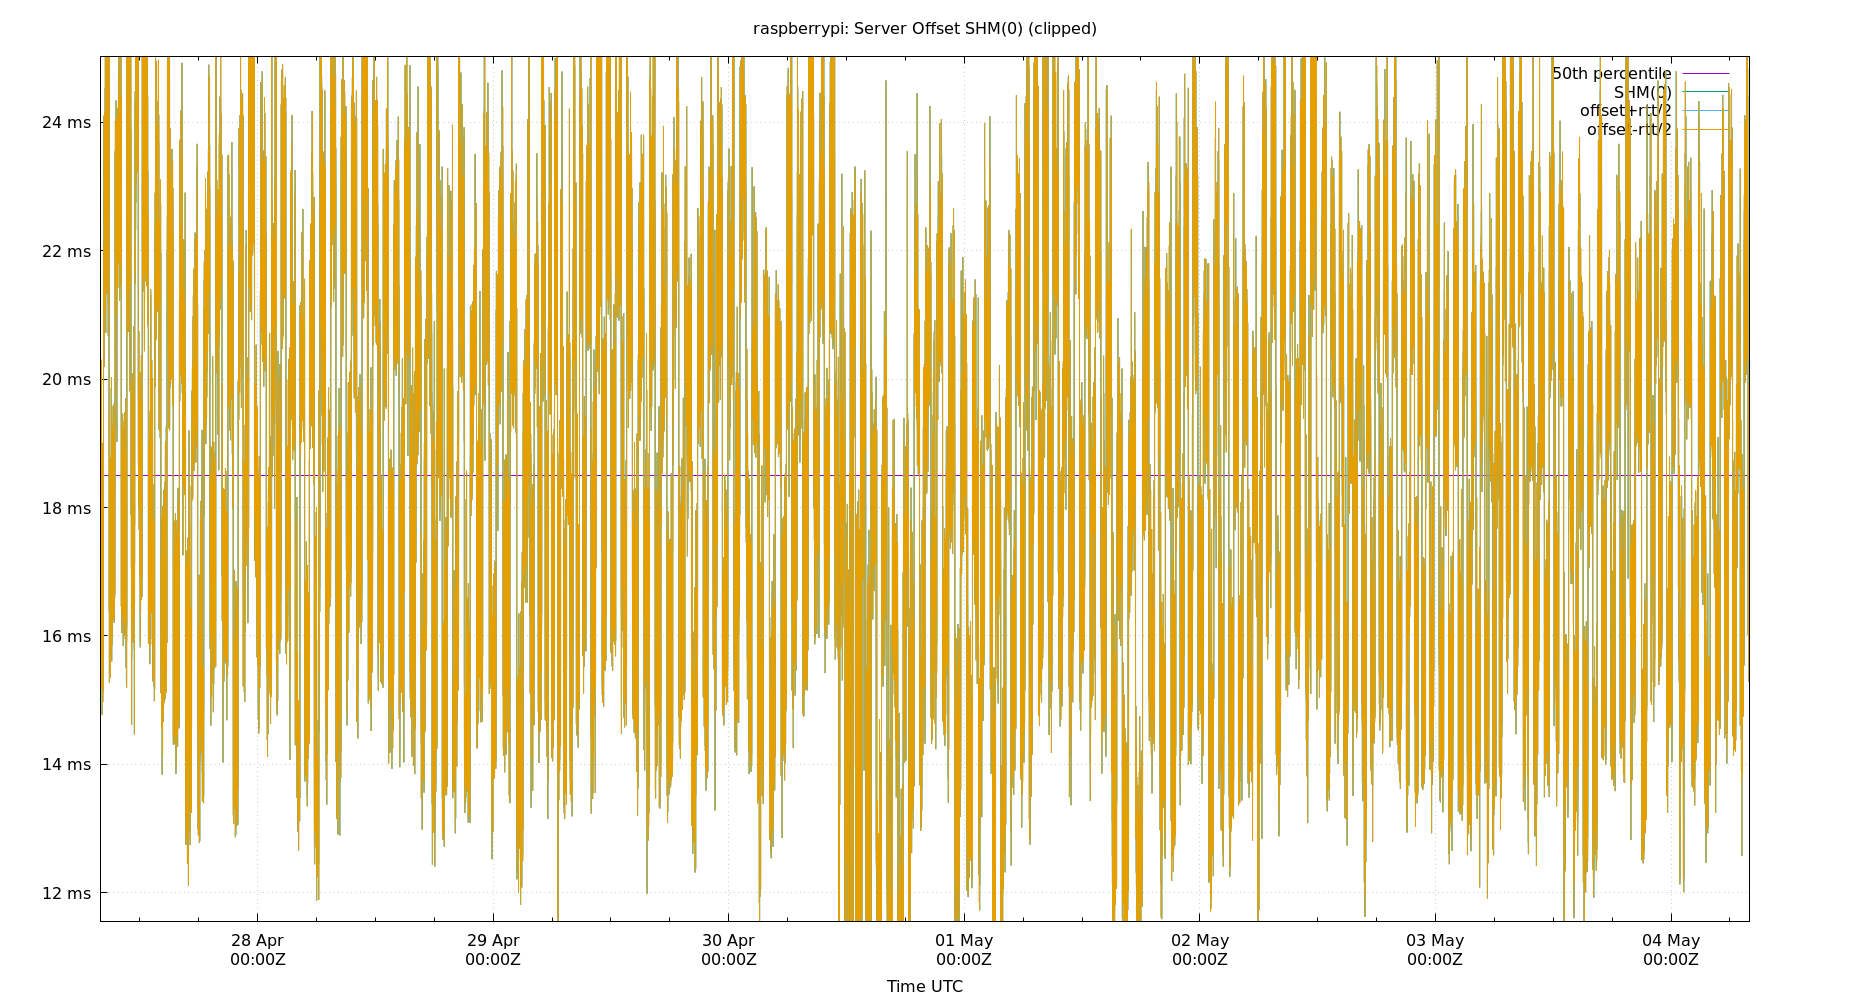 raspberrypi: Server Offset SHM(0) (clipped)
50th percentile
SHM(0)
offset+rtt/2
offset-rtt/2
24 ms
22 ms
20 ms
18 ms
16 ms
14 ms
12 ms
28 Apr 29 Apr 30 Apr 01 May 02 May 03 May 04 May
00:00Z 00:00Z 00:00Z 00:00Z 00:00Z 00:00Z 00:00Z
Time UTC